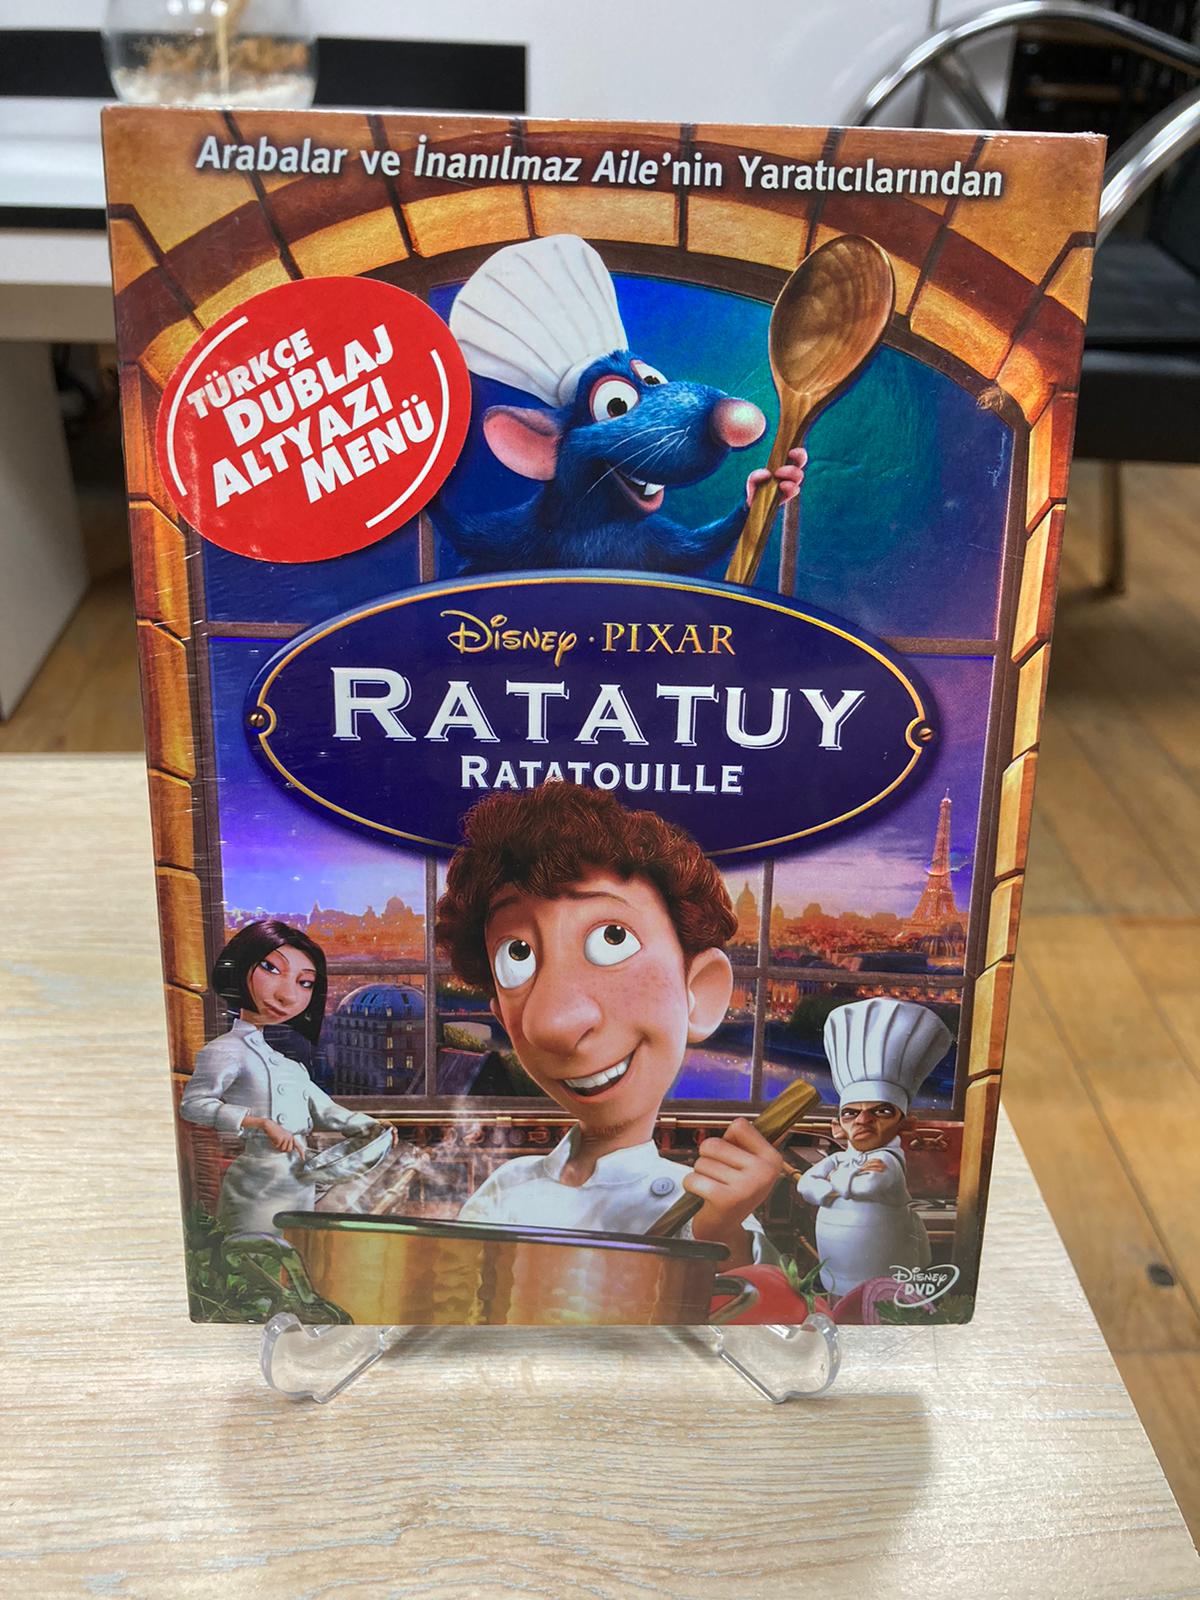 Arabalar ve İnanılmaz Aile'nin Yaratıcılarından
TÜRKÇE
DUBLAJ
ALTYAZI
MENÜ
DISNEY · PIXAR
RATATUY
RATATOUILLE
DISNEY
DVD